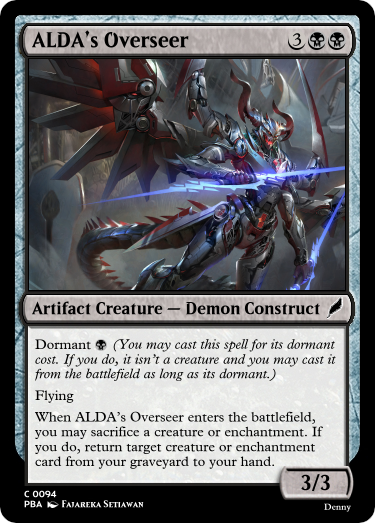 ALDA's Overseer 3
Artifact Creature — Demon Construct
Dormant (You may cast this spell for its dormant
cost. If you do, it isn't a creature and you may cast it
from the battlefield as long as its dormant.)
Flying
When ALDA's Overseer enters the battlefield,
you may sacrifice a creature or enchantment. If
you do, return target creature or enchantment
card from your graveyard to your hand.
3/3
C 0094
PBA Fajareka Setiawan
Denny